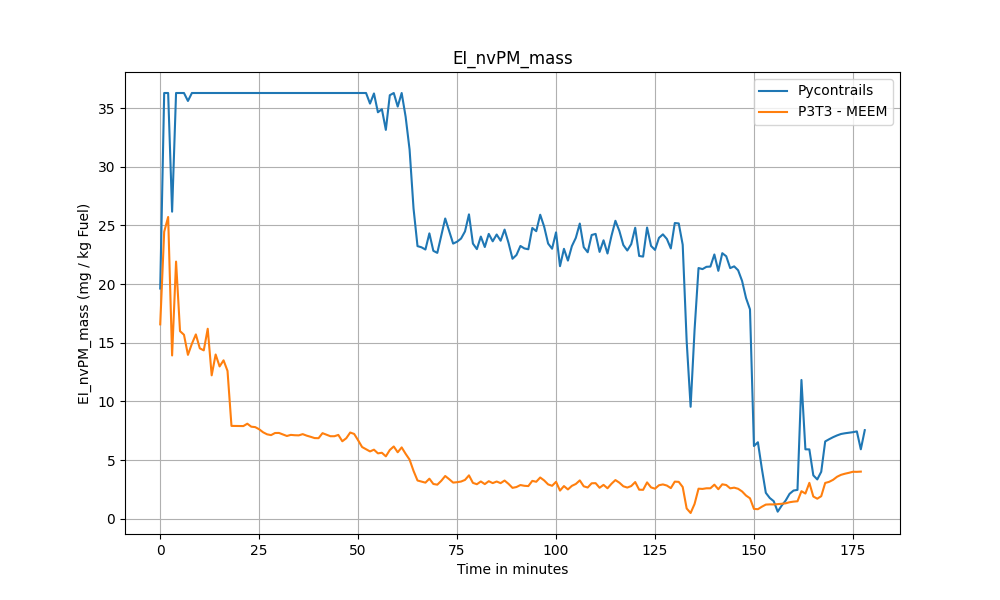 EI_nvPM_mass
Pycontrails
P3T3 - MEEM
EI_nvPM_mass (mg / kg Fuel)
35
30
25
20
15
10
5
0
0 25 50 75 100 125 150 175
Time in minutes